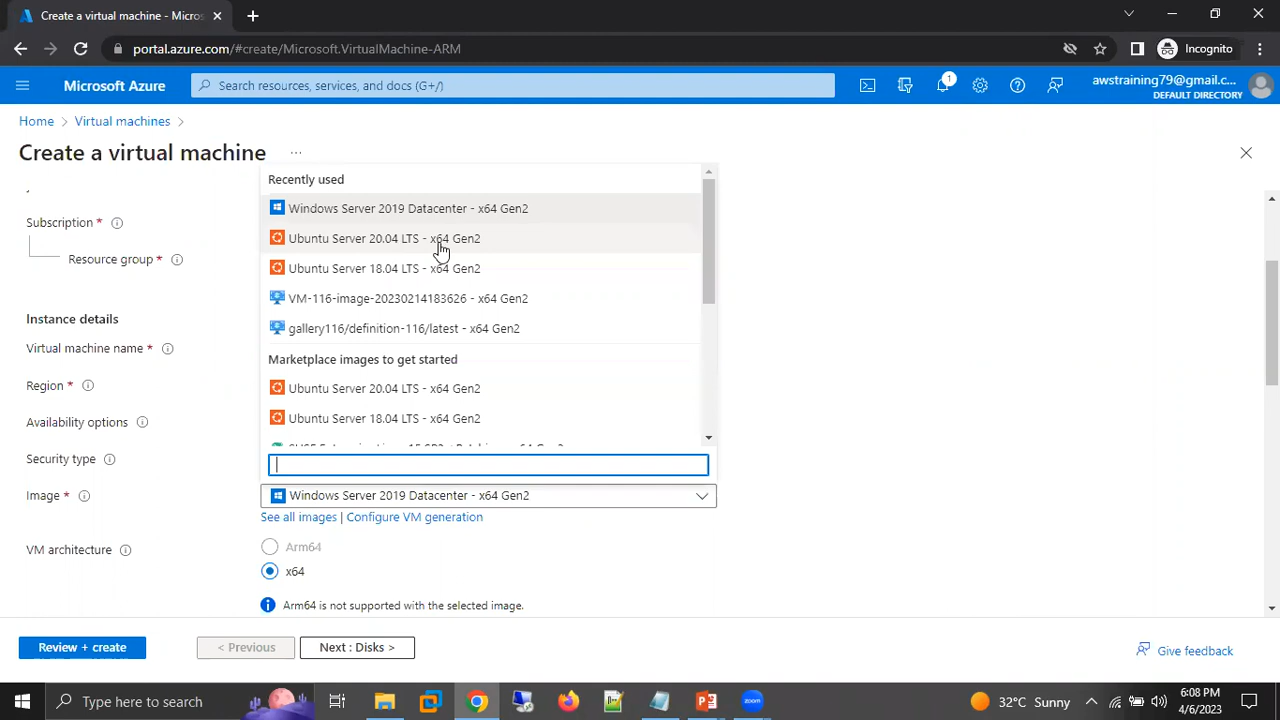 Create a virtual machine - Micros
portal.azure.com/#create/Microsoft.VirtualMachine-ARM
Incognito
Microsoft Azure
Search resources, services, and docs (G+/)
1
awstraining79@gmail.c...
DEFAULT DIRECTORY
Home > Virtual machines >
Create a virtual machine ...
Subscription *
Resource group *
Instance details
Virtual machine name *
Region *
Availability options
Security type
Recently used
Windows Server 2019 Datacenter - x64 Gen2
Ubuntu Server 20.04 LTS - x64 Gen2
Ubuntu Server 18.04 LTS - x64 Gen2
VM-116-image-20230214183626 - x64 Gen2
gallery116/definition-116/latest - x64 Gen2
Marketplace images to get started
Ubuntu Server 20.04 LTS - x64 Gen2
Ubuntu Server 18.04 LTS - x64 Gen2
Image *
Windows Server 2019 Datacenter - x64 Gen2
See all images | Configure VM generation
VM architecture
Arm64
x64
Arm64 is not supported with the selected image.
Review + create
< Previous
Next : Disks >
Give feedback
Type here to search
32°C Sunny
6:08 PM
4/6/2023